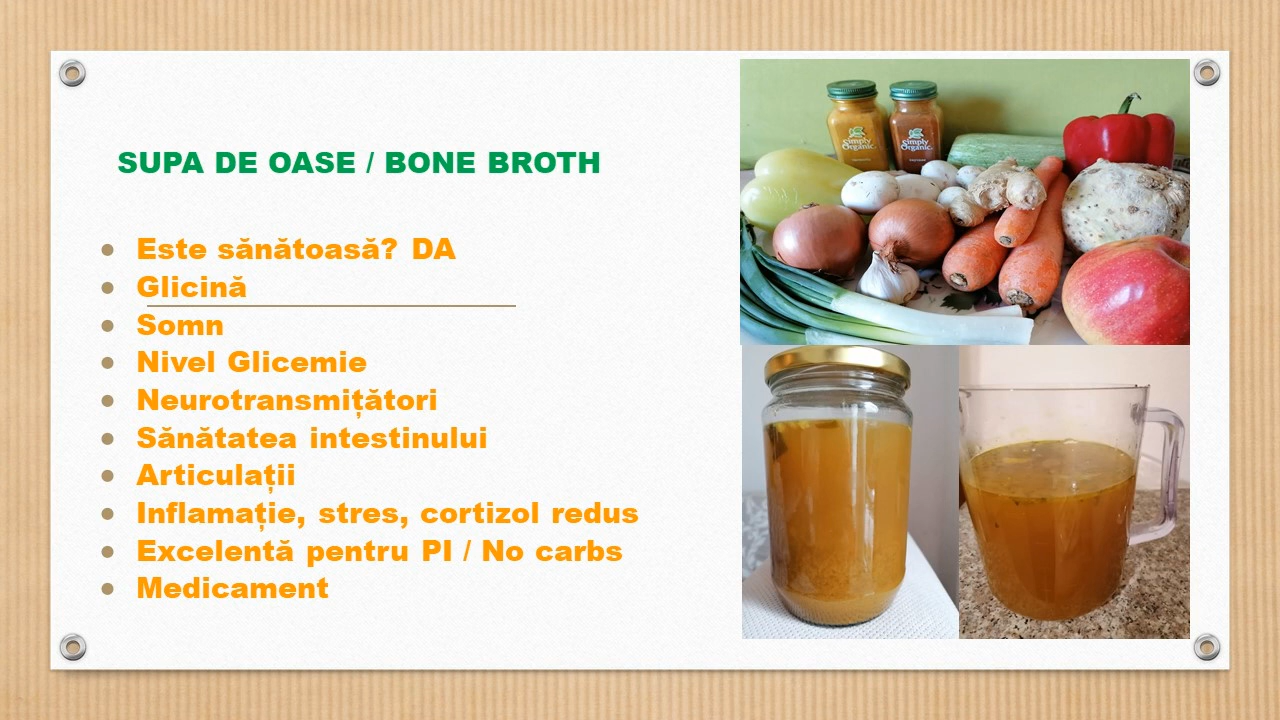 SUPA DE OASE / BONE BROTH
Este sănătoasă? DA
Glicină
Somn
Nivel Glicemie
Neurotransmițători
Sănătatea intestinului
Articulații
Inflamație, stres, cortizol redus
Excelentă pentru PI / No carbs
Medicament
Simply
Organic
Simply
Organic